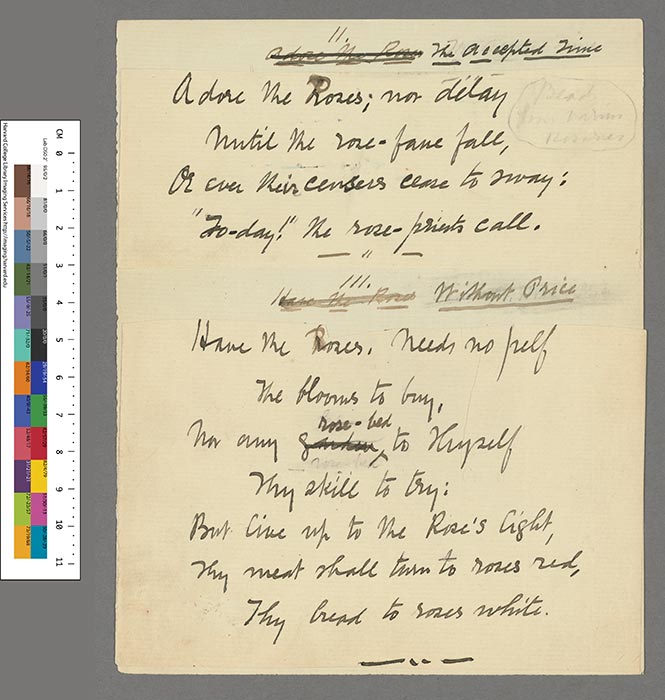 II.
Adore the Roses The Accepted Time
Adore the Roses; nor delay
Until the rose-fane fall,
Or ever their censers cease to sway:
"To-day!" the rose-priests call.
— " —
III.
Have the Roses Without Price
Have the Roses. Needs no pelf
The blooms to buy,
Nor any garden rose-bed, to thyself
rose-bed
Thy skill to try:
But live up to the Rose's light,
Thy meat shall turn to roses red,
Thy bread to roses white.
Bead
from
Rosaries
CM 0 1 2 3 4 5 6 7 8 9 10 11
Harvard College Library Imaging Services http://imaging.harvard.edu